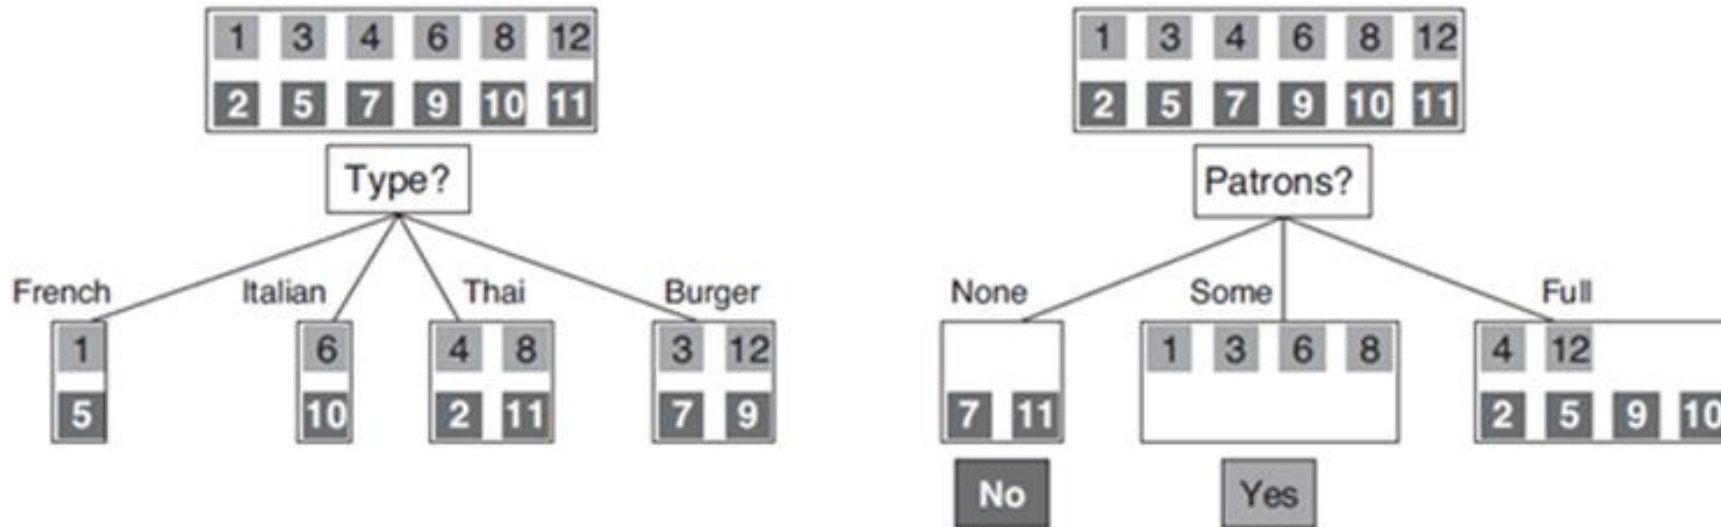 1 3 4 6 8 12
2 5 7 9 10 11
Type?
French Italian Thai Burger
1 6 4 8 3 12
5 10 2 11 7 9
1 3 4 6 8 12
2 5 7 9 10 11
Patrons?
None Some Full
1 3 6 8 4 12
7 11 2 5 9 10
No Yes